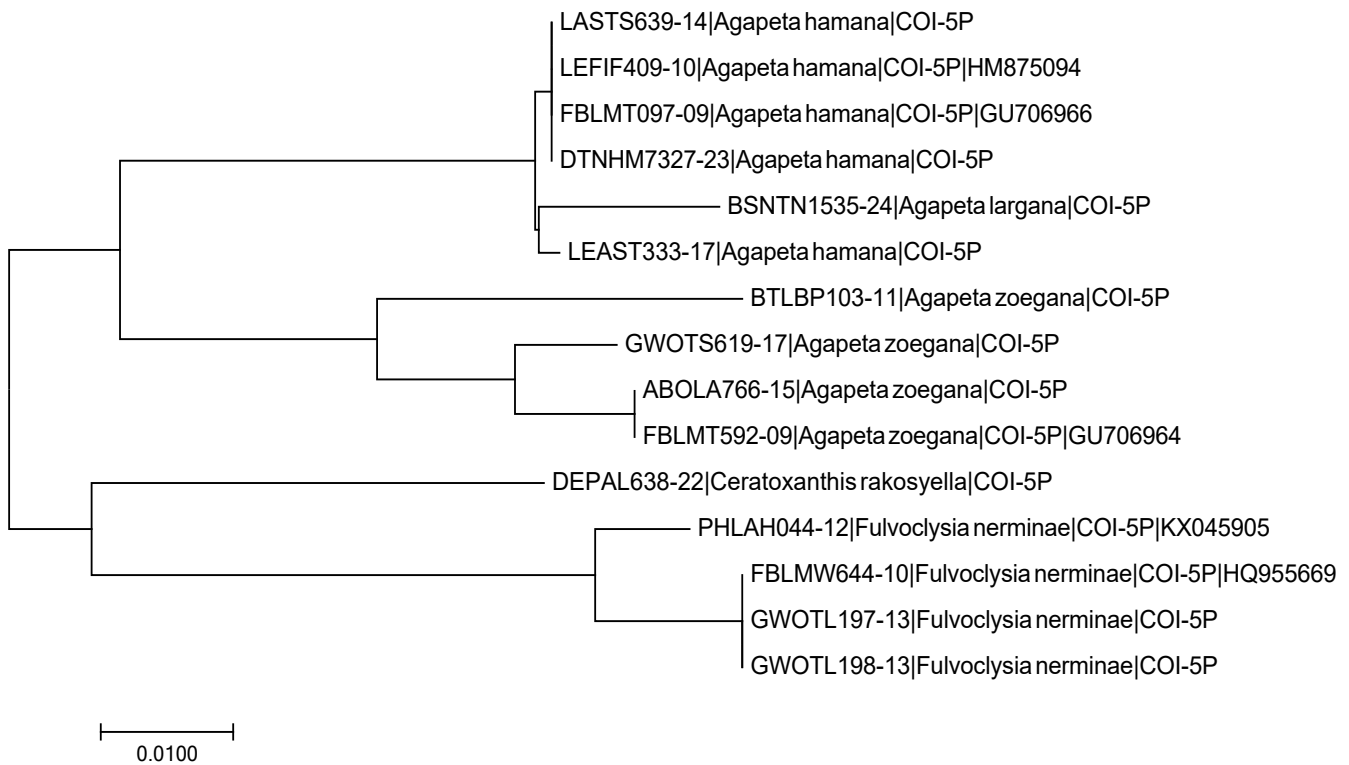 LASTS639-14|Agapeta hamana|COI-5P
LEFIF409-10|Agapeta hamana|COI-5P|HM875094
FBLMT097-09|Agapeta hamana|COI-5P|GU706966
DTNHM7327-23|Agapeta hamana|COI-5P
BSNTN1535-24|Agapeta largana|COI-5P
LEAST333-17|Agapeta hamana|COI-5P
BTLBP103-11|Agapeta zoegana|COI-5P
GWOTS619-17|Agapeta zoegana|COI-5P
ABOLA766-15|Agapeta zoegana|COI-5P
FBLMT592-09|Agapeta zoegana|COI-5P|GU706964
DEPAL638-22|Ceratoxanthis rakosyella|COI-5P
PHLAH044-12|Fulvoclysia nerminae|COI-5P|KX045905
FBLMW644-10|Fulvoclysia nerminae|COI-5P|HQ955669
GWOTL197-13|Fulvoclysia nerminae|COI-5P
GWOTL198-13|Fulvoclysia nerminae|COI-5P
0.0100